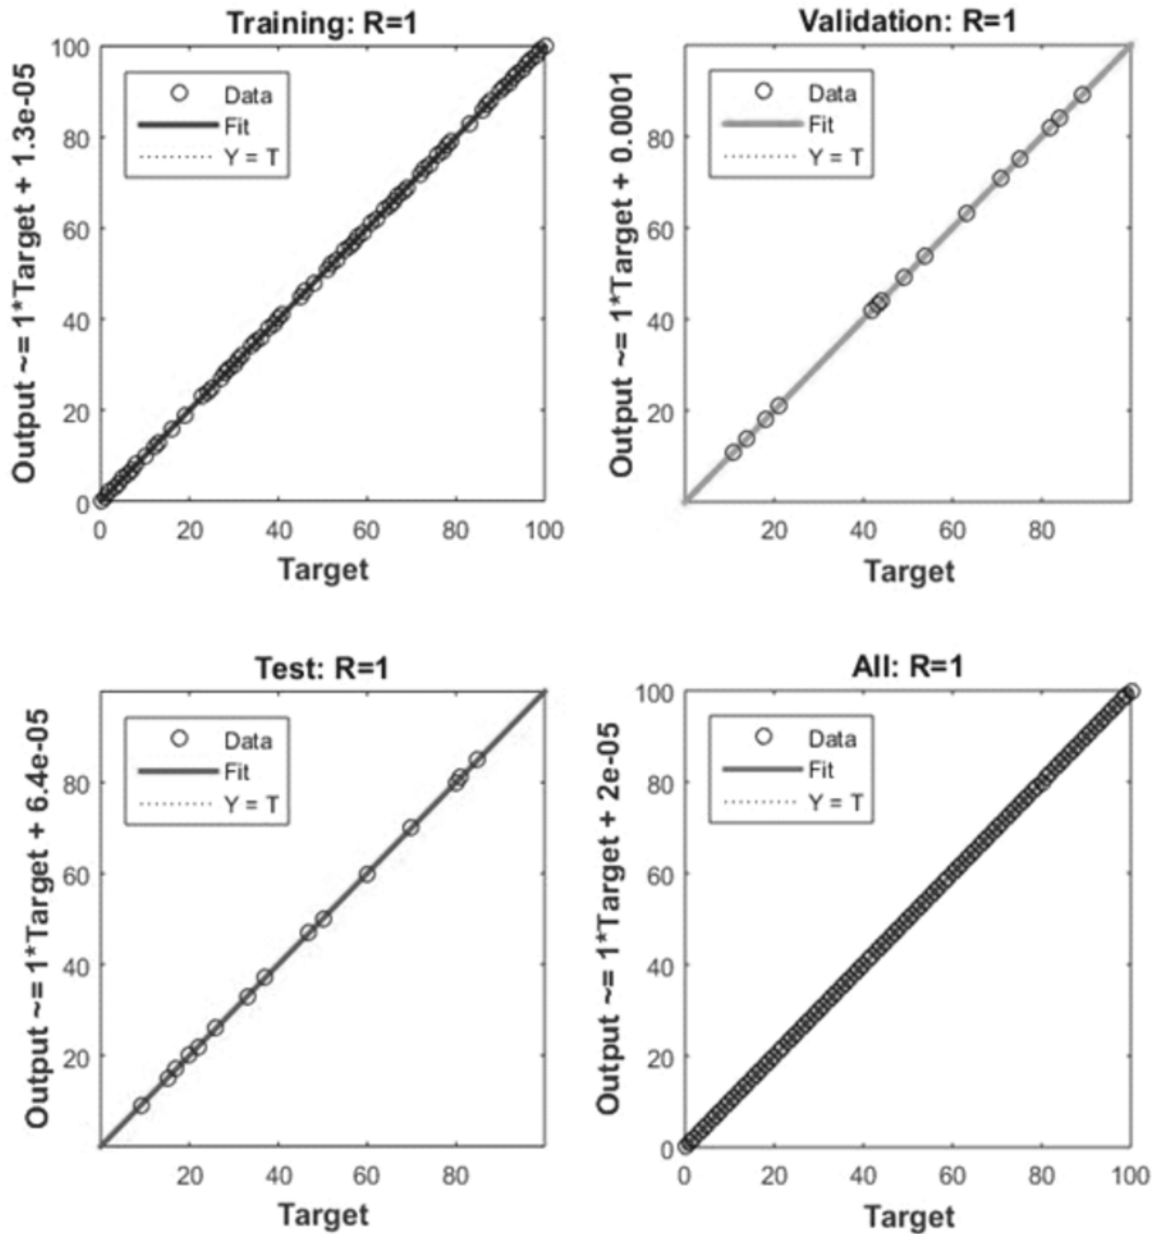 Training: R=1
Output ~= 1*Target + 1.3e-05
100
80
60
40
20
0
Data
Fit
Y = T
0 20 40 60 80 100
Target
Validation: R=1
Output ~= 1*Target + 0.0001
80
60
40
20
Data
Fit
Y = T
20 40 60 80
Target
Test: R=1
Output ~= 1*Target + 6.4e-05
80
60
40
20
Data
Fit
Y = T
20 40 60 80
Target
All: R=1
Output ~= 1*Target + 2e-05
100
80
60
40
20
0
Data
Fit
Y = T
0 20 40 60 80 100
Target